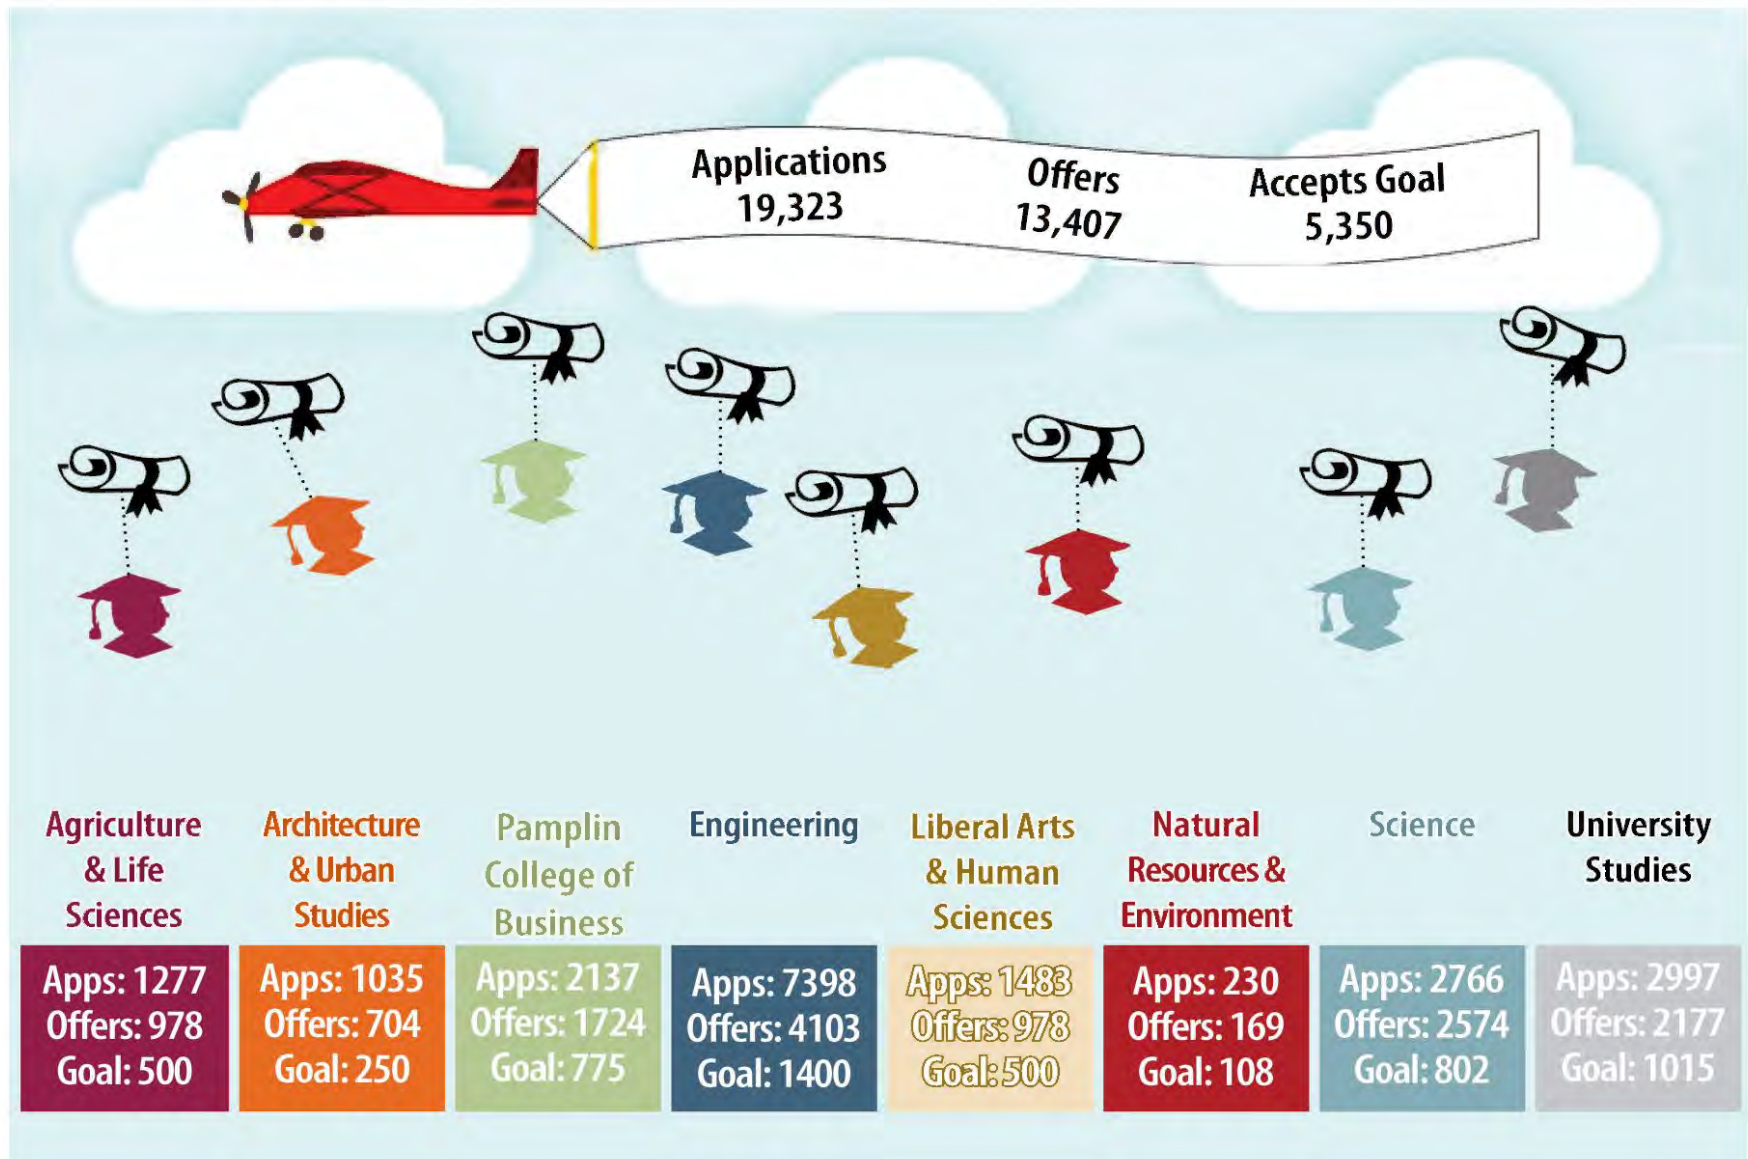 Applications
19,323
Offers
13,407
Accepts Goal
5,350
Agriculture
& Life
Sciences
Apps: 1277
Offers: 978
Goal: 500
Architecture
& Urban
Studies
Apps: 1035
Offers: 704
Goal: 250
Pamplin
College of
Business
Apps: 2137
Offers: 1724
Goal: 775
Engineering
Apps: 7398
Offers: 4103
Goal: 1400
Liberal Arts
& Human
Sciences
Apps: 1483
Offers: 978
Goal: 500
Natural
Resources &
Environment
Apps: 230
Offers: 169
Goal: 108
Science
Apps: 2766
Offers: 2574
Goal: 802
University
Studies
Apps: 2997
Offers: 2177
Goal: 1015